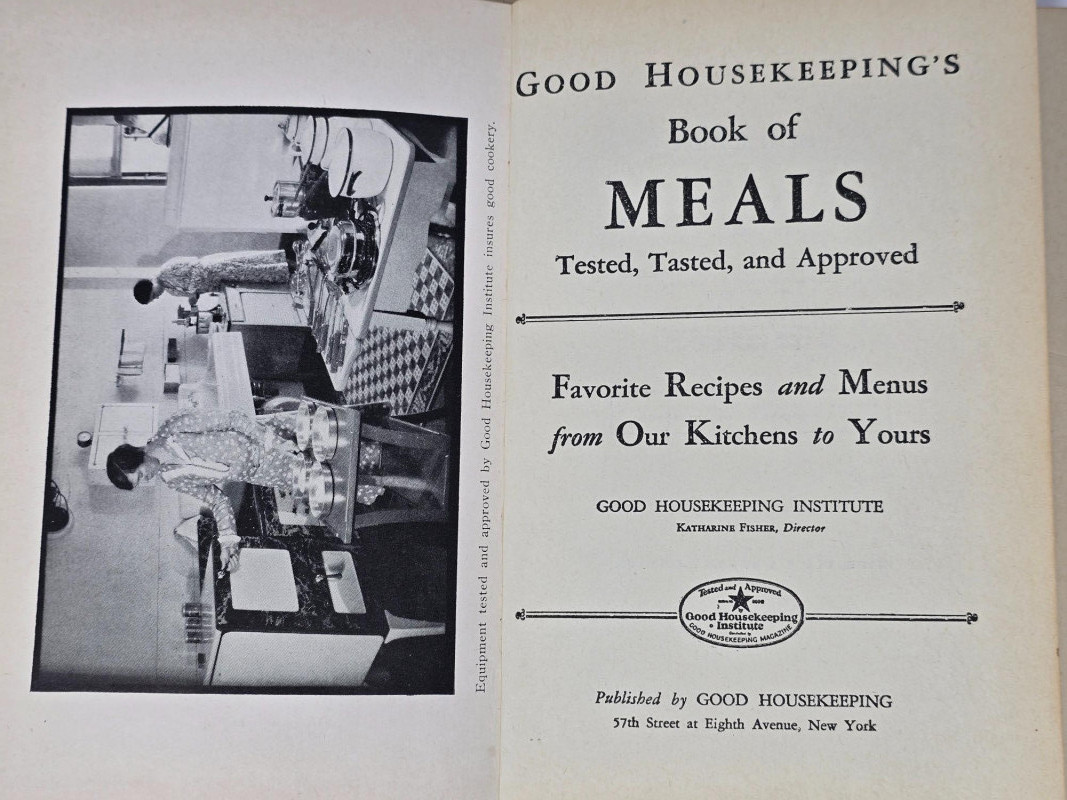 Equipment tested and approved by Good Housekeeping Institute insures good cookery.
GOOD HOUSEKEEPING'S
Book of
MEALS
Tested, Tasted, and Approved
Favorite Recipes and Menus
from Our Kitchens to Yours
GOOD HOUSEKEEPING INSTITUTE
KATHARINE FISHER, Director
Tested and Approved
Good Housekeeping
• Institute •
GOOD HOUSEKEEPING MAGAZINE
Published by GOOD HOUSEKEEPING
57th Street at Eighth Avenue, New York